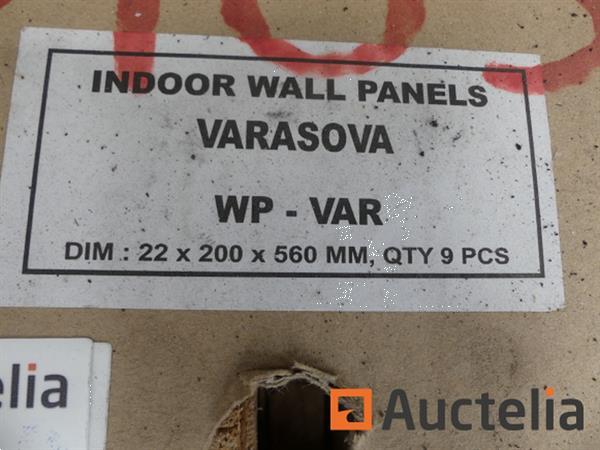 INDOOR WALL PANELS
VARASOVA
WP - VAR
DIM : 22 x 200 x 560 MM, QTY 9 PCS
elia
Auctelia